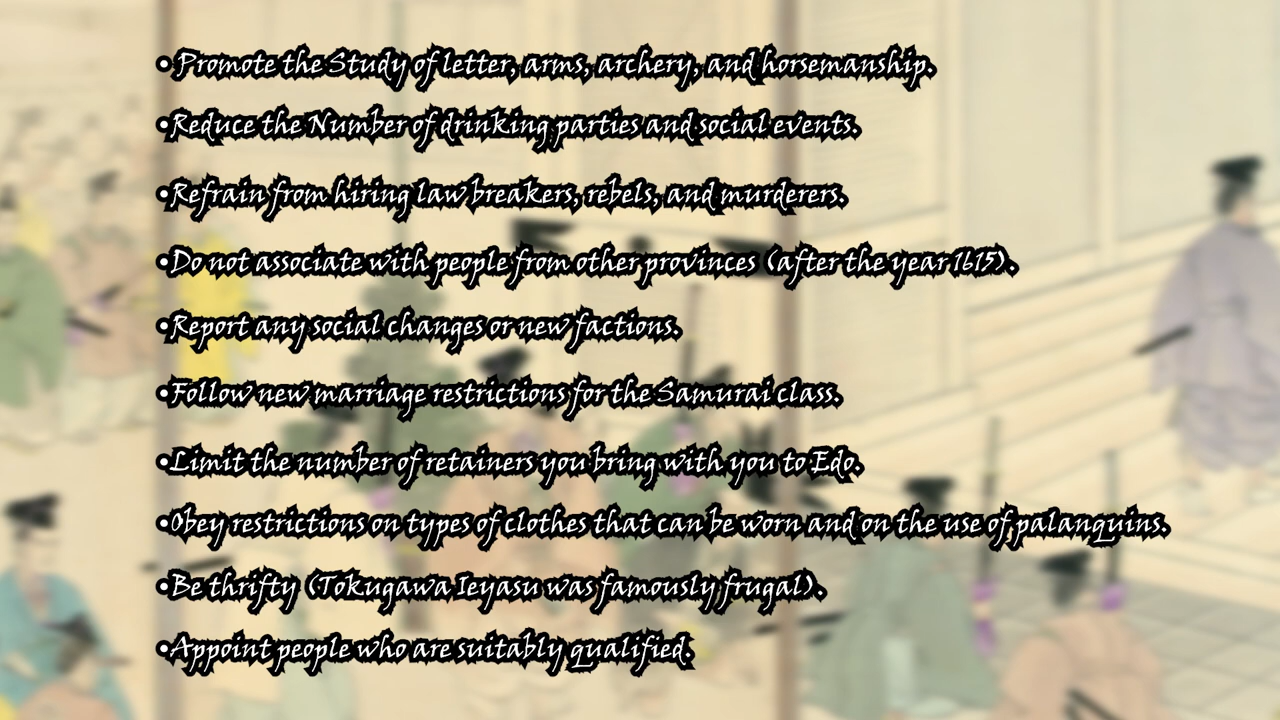 • Promote the Study of letter, arms, archery, and horsemanship.
•Reduce the Number of drinking parties and social events.
•Refrain from hiring law breakers, rebels, and murderers.
•Do not associate with people from other provinces (after the year 1615).
•Report any social changes or new factions.
•Follow new marriage restrictions for the Samurai class.
•Limit the number of retainers you bring with you to Edo.
•Obey restrictions on types of clothes that can be worn and on the use of palanquins.
•Be thrifty (Tokugawa Ieyasu was famously frugal).
•Appoint people who are suitably qualified.